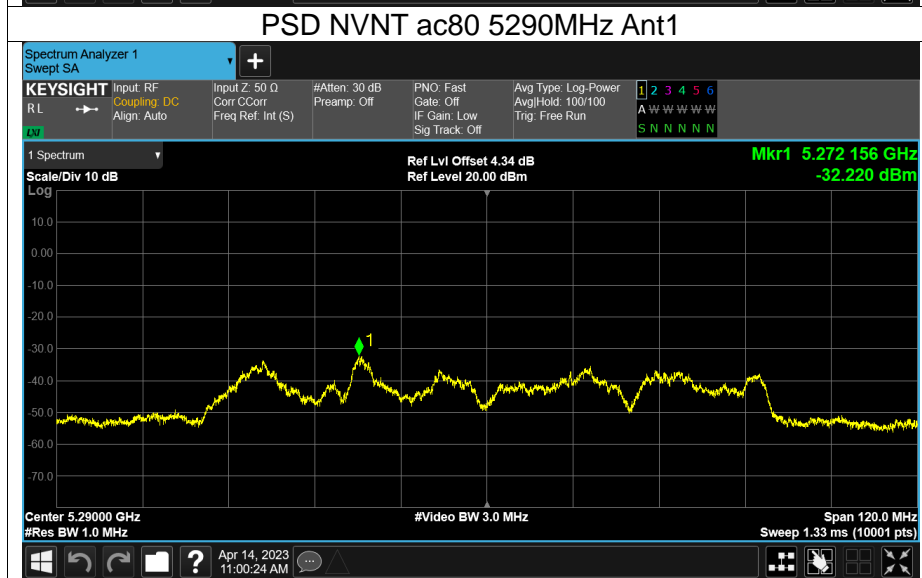 PSD NVNT ac80 5290MHz Ant1
Spectrum Analyzer 1
Swept SA
+
KEYSIGHT
RL
LXI
Input: RF
Coupling: DC
Align: Auto
Input Z: 50 Ω
Corr CCorr
Freq Ref: Int (S)
#Atten: 30 dB
Preamp: Off
PNO: Fast
Gate: Off
IF Gain: Low
Sig Track: Off
Avg Type: Log-Power
Avg|Hold: 100/100
Trig: Free Run
1 2 3 4 5 6
A W W W W W
S N N N N N
1 Spectrum
Scale/Div 10 dB
Ref Lvl Offset 4.34 dB
Ref Level 20.00 dBm
Mkr1 5.272 156 GHz
-32.220 dBm
Log
10.0
0.00
-10.0
-20.0
-30.0
-40.0
-50.0
-60.0
-70.0
1
Center 5.29000 GHz
#Res BW 1.0 MHz
#Video BW 3.0 MHz
Span 120.0 MHz
Sweep 1.33 ms (10001 pts)
?
Apr 14, 2023
11:00:24 AM